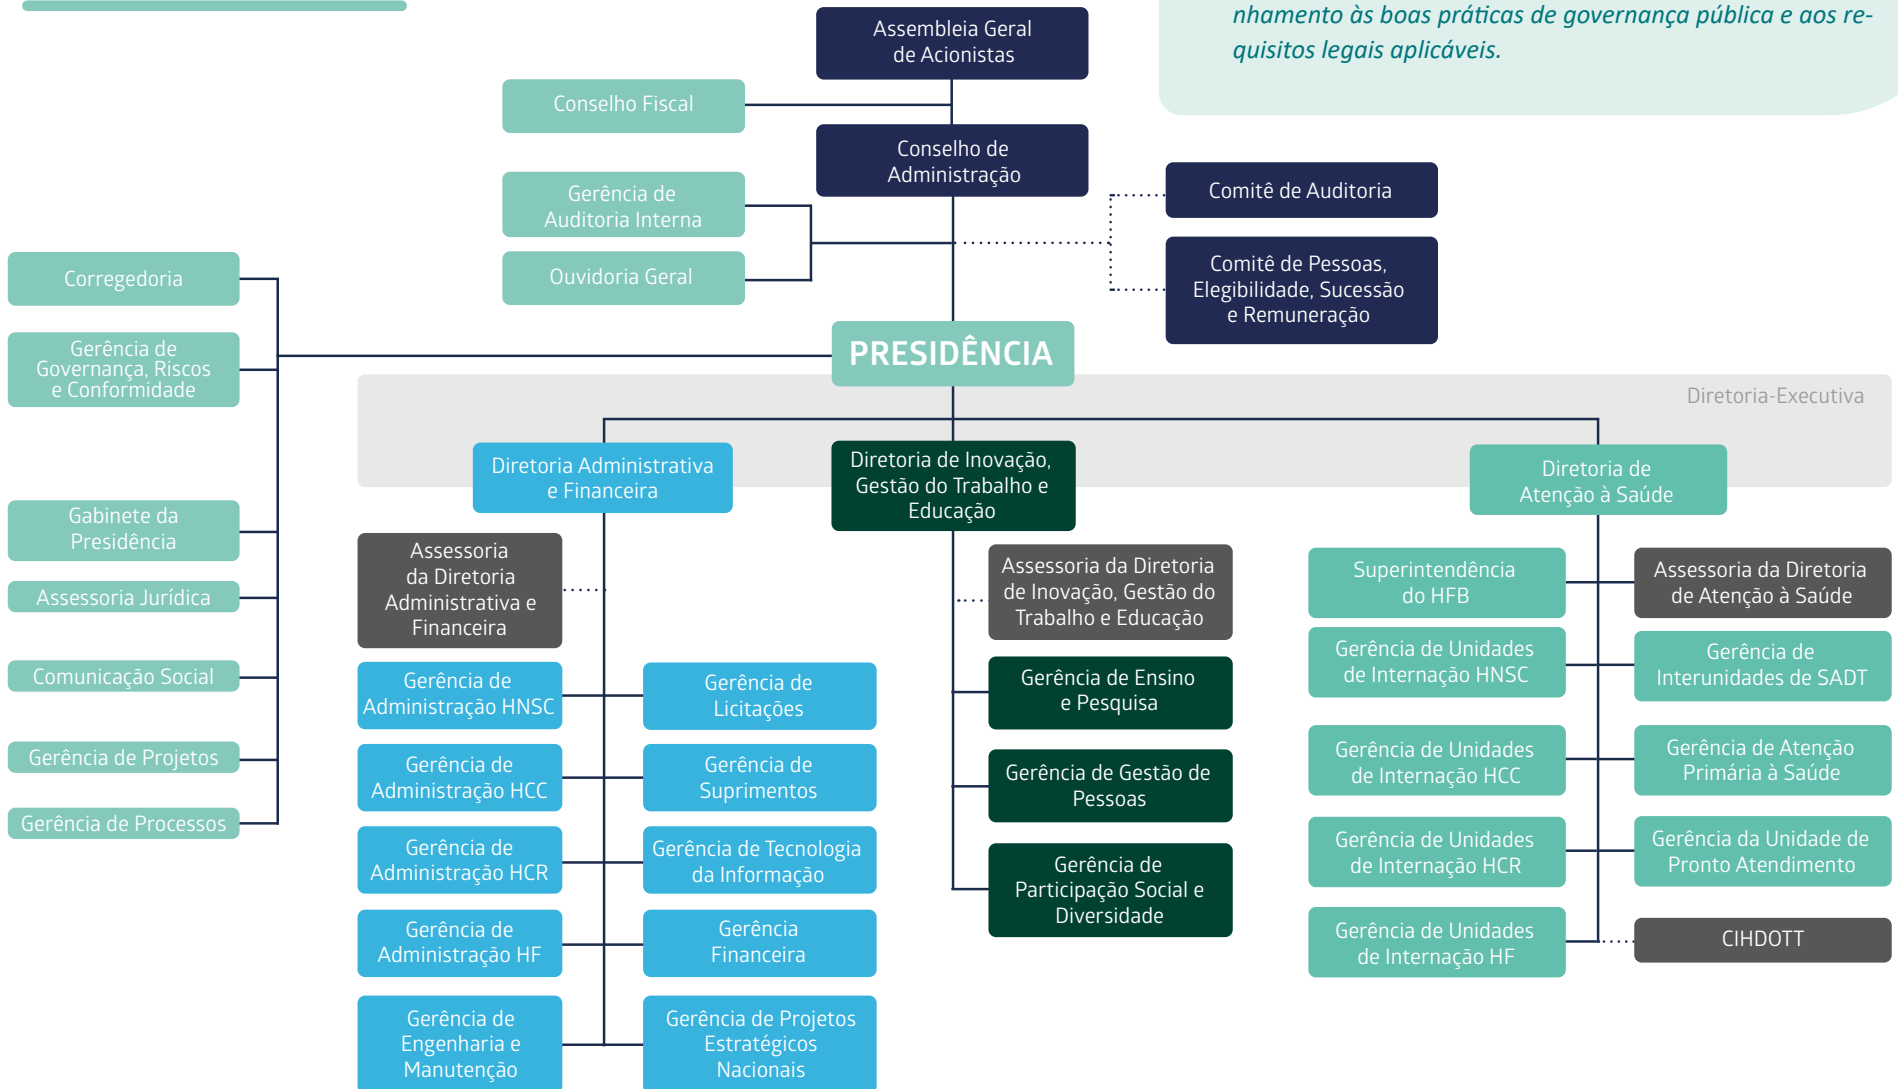 nhamento às boas práticas de governança pública e aos re-
quisitos legais aplicáveis.
Assembleia Geral
de Acionistas
Conselho Fiscal
Conselho de
Administração
Gerência de
Auditoria Interna
Ouvidoria Geral
Comitê de Auditoria
Comitê de Pessoas,
Elegibilidade, Sucessão
e Remuneração
Corregedoria
Gerência de
Governança, Riscos
e Conformidade
Gabinete da
Presidência
Assessoria Jurídica
Comunicação Social
Gerência de Projetos
Gerência de Processos
PRESIDÊNCIA
Diretoria-Executiva
Diretoria Administrativa
e Financeira
Assessoria
da Diretoria
Administrativa e
Financeira
Gerência de
Administração HNSC
Gerência de
Licitações
Gerência de
Administração HCC
Gerência de
Suprimentos
Gerência de
Administração HCR
Gerência de Tecnologia
da Informação
Gerência de
Administração HF
Gerência
Financeira
Gerência de
Engenharia e
Manutenção
Gerência de Projetos
Estratégicos
Nacionais
Diretoria de Inovação,
Gestão do Trabalho e
Educação
Assessoria da Diretoria
de Inovação, Gestão do
Trabalho e Educação
Gerência de Ensino
e Pesquisa
Gerência de Gestão de
Pessoas
Gerência de
Participação Social e
Diversidade
Diretoria de
Atenção à Saúde
Superintendência
do HFB
Assessoria da Diretoria
de Atenção à Saúde
Gerência de Unidades
de Internação HNSC
Gerência de
Interunidades de SADT
Gerência de Unidades
de Internação HCC
Gerência de Atenção
Primária à Saúde
Gerência de Unidades
de Internação HCR
Gerência da Unidade de
Pronto Atendimento
Gerência de Unidades
de Internação HF
CIHDOTT